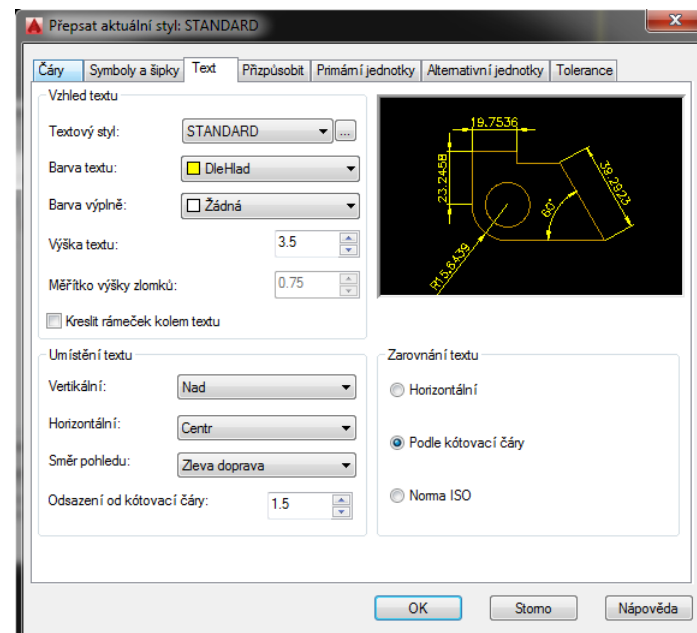 Přepsat aktuální styl: STANDARD
Čáry Symboly a šipky Text Přizpůsobit Primární jednotky Alternativní jednotky Tolerance
Vzhled textu
Textový styl: STANDARD ...
Barva textu: DleHlad
Barva výplně: Žádná
Výška textu: 3.5
Měřítko výšky zlomků: 0.75
Kreslit rámeček kolem textu
19.7536
23.2458
39.2923
60°
R15.6439
Umístění textu
Vertikální: Nad
Horizontální: Centr
Směr pohledu: Zleva doprava
Odsazení od kótovací čáry: 1.5
Zarovnání textu
Horizontální
Podle kótovací čáry
Norma ISO
OK Storno Nápověda